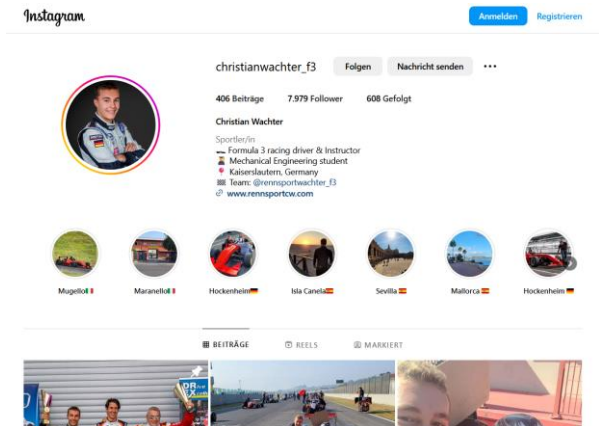 Instagram
Anmelden
Registrieren
christianwachter_f3
Folgen
Nachricht senden
406 Beiträge 7.979 Follower 608 Gefolgt
Christian Wachter
Sportler/in
Formula 3 racing driver & Instructor
Mechanical Engineering student
Kaiserslautern, Germany
Team: @rennsportwachter_f3
www.rennsportcw.com
Mugello
Maranello
Hockenheim
Isla Canela
Sevilla
Mallorca
Hockenheim
BEITRÄGE
REELS
MARKIERT